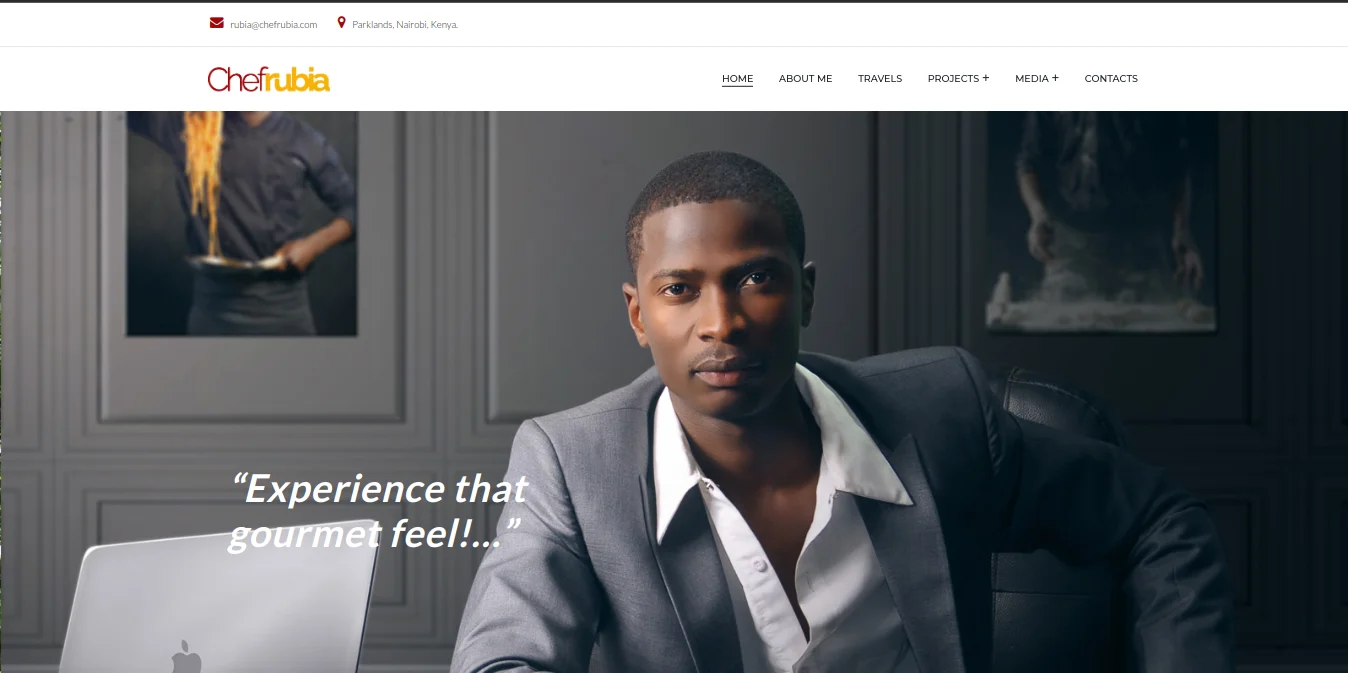 rubia@chefrubia.com
Parklands, Nairobi, Kenya.
Chefrubia
HOME
ABOUT ME
TRAVELS
PROJECTS +
MEDIA +
CONTACTS
“Experience that
gourmet feel!...”